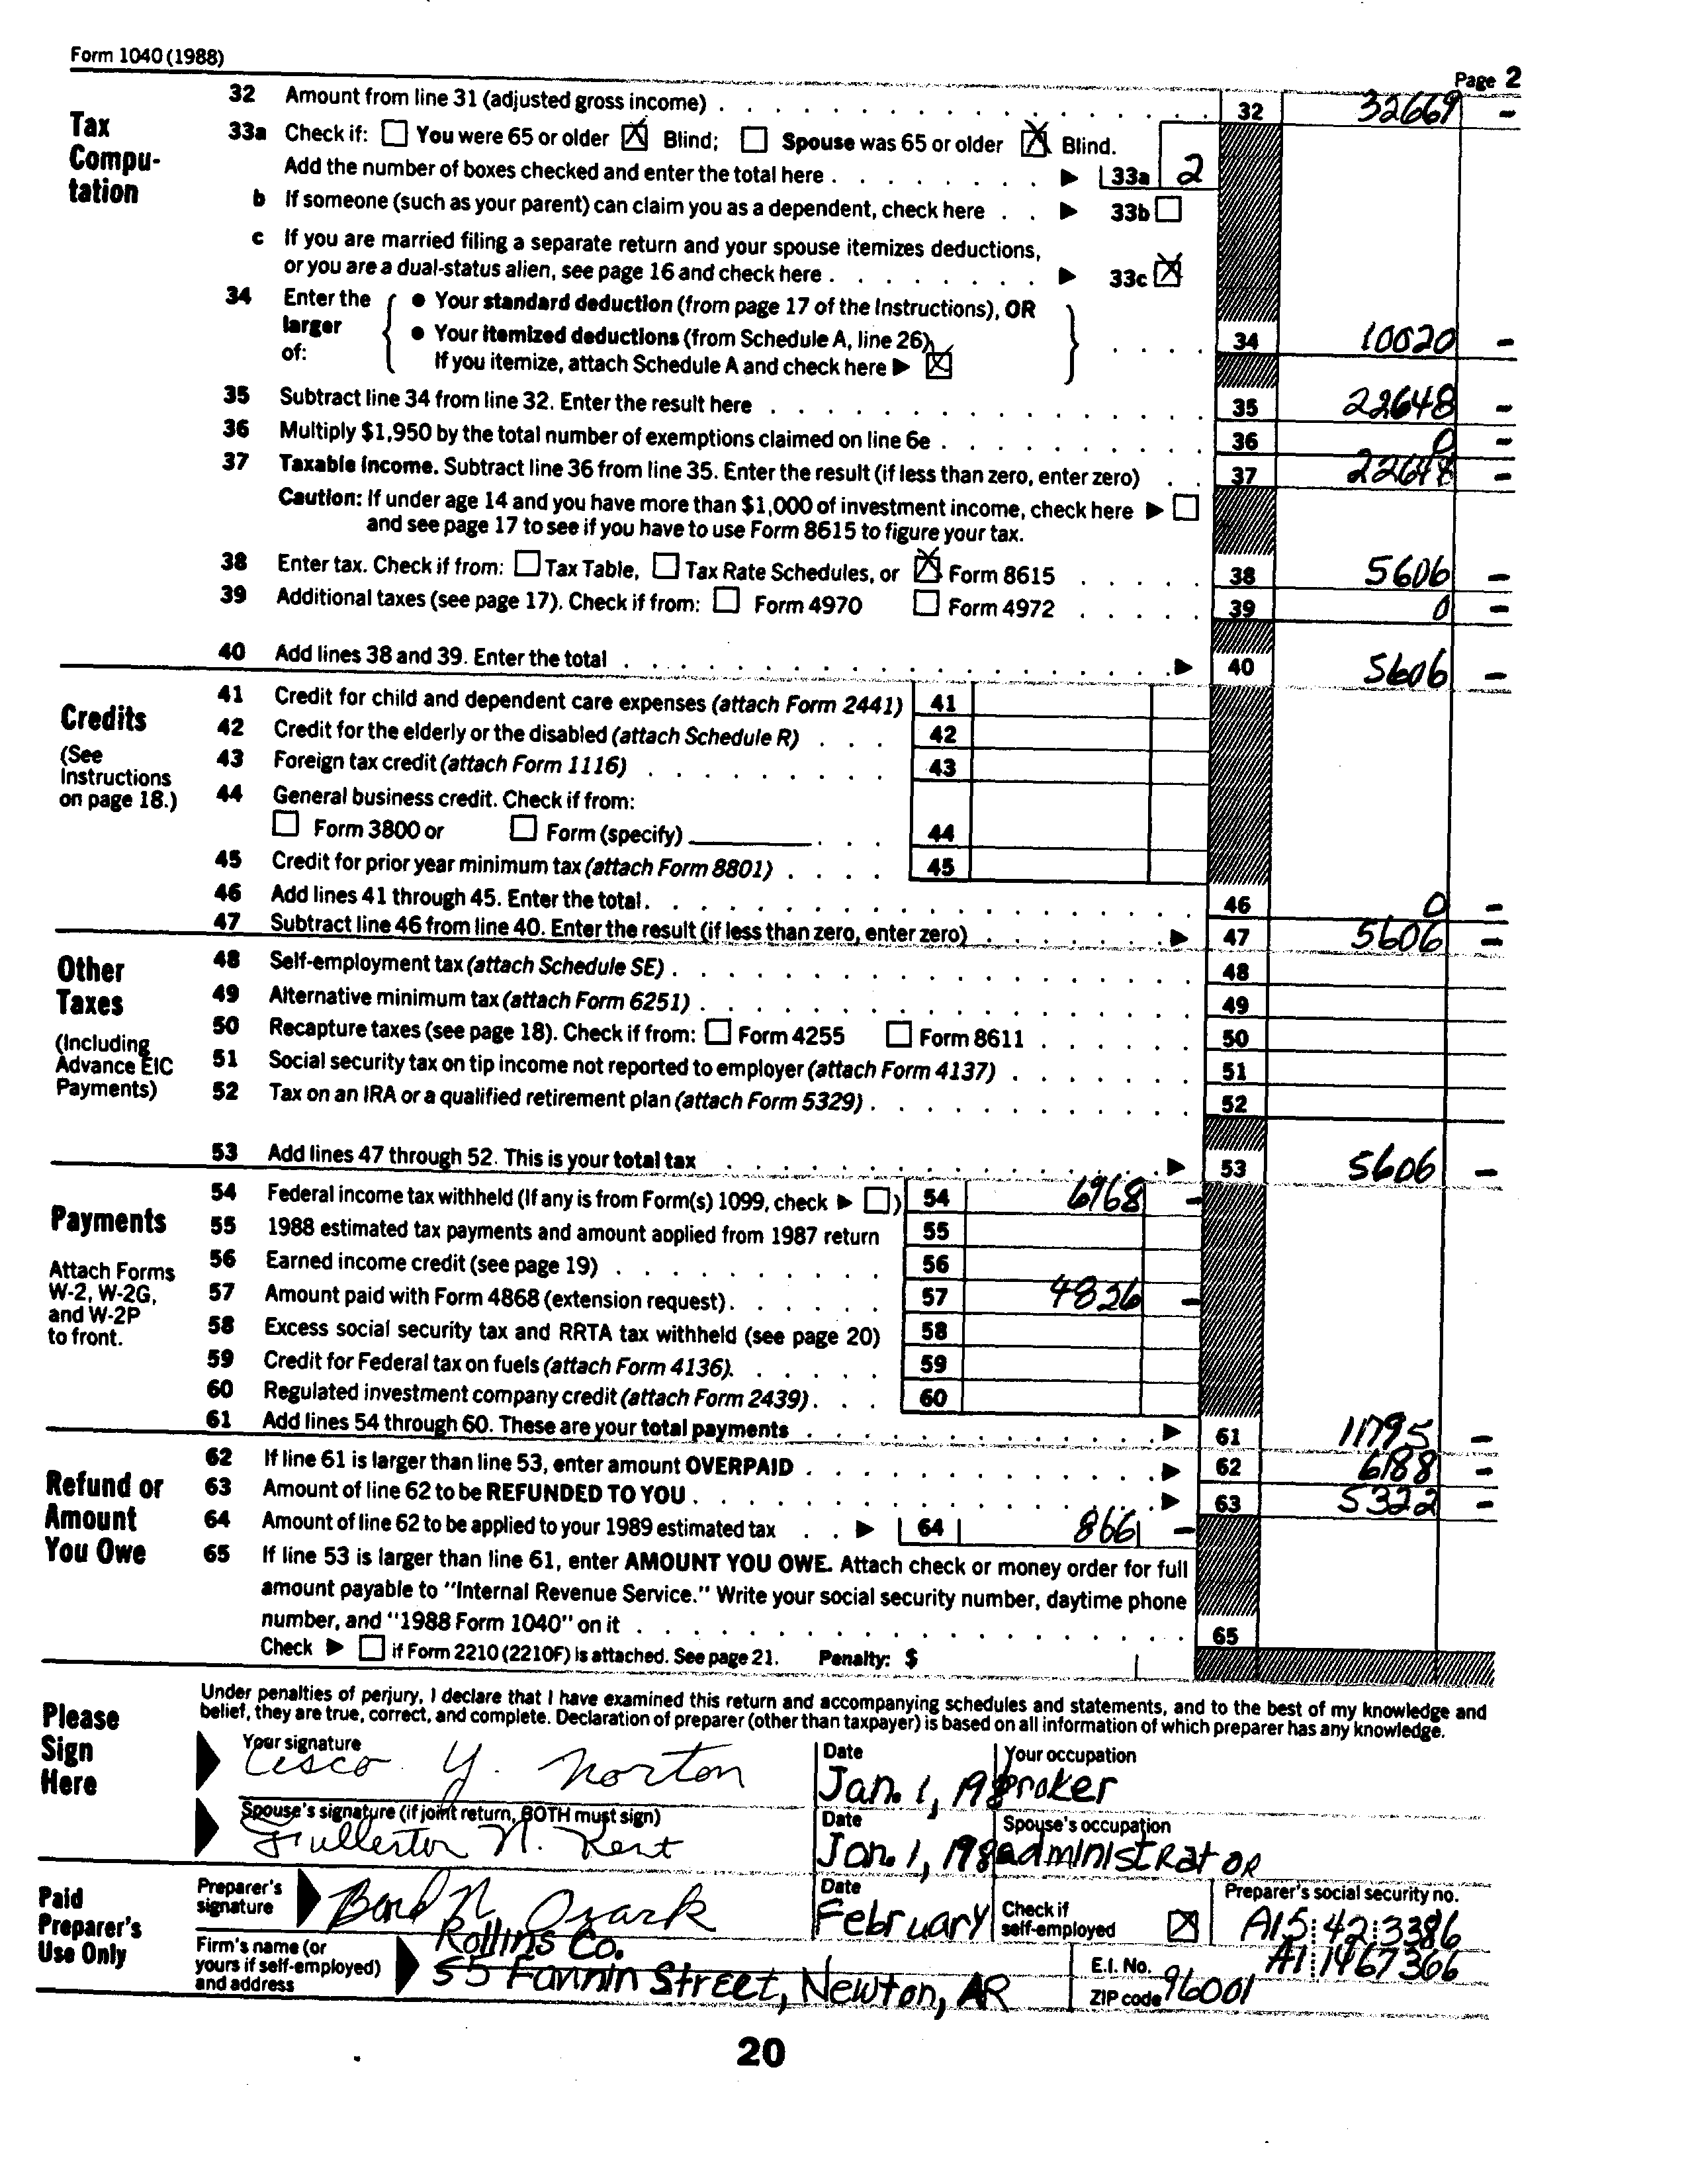 Form 1040 (1988)
Page 2
Tax Compu-tation
32 Amount from line 31 (adjusted gross income) 32 32669 -
33a Check if: You were 65 or older Blind; Spouse was 65 or older Blind.
Add the number of boxes checked and enter the total here 33a 2
b If someone (such as your parent) can claim you as a dependent, check here 33b
c If you are married filing a separate return and your spouse itemizes deductions,
or you are a dual-status alien, see page 16 and check here 33c
34 Enter the larger of:
• Your standard deduction (from page 17 of the Instructions), OR
• Your itemized deductions (from Schedule A, line 26)
If you itemize, attach Schedule A and check here
34 10020 -
35 Subtract line 34 from line 32. Enter the result here 35 22648 -
36 Multiply $1,950 by the total number of exemptions claimed on line 6e 36 0 -
37 Taxable income. Subtract line 36 from line 35. Enter the result (if less than zero, enter zero) 37 22648 -
Caution: If under age 14 and you have more than $1,000 of investment income, check here
and see page 17 to see if you have to use Form 8615 to figure your tax.
38 Enter tax. Check if from: Tax Table, Tax Rate Schedules, or Form 8615 38 5606 -
39 Additional taxes (see page 17). Check if from: Form 4970 Form 4972 39 0 -
40 Add lines 38 and 39. Enter the total 40 5606 -
Credits
(See Instructions on page 18.)
41 Credit for child and dependent care expenses (attach Form 2441) 41
42 Credit for the elderly or the disabled (attach Schedule R) 42
43 Foreign tax credit (attach Form 1116) 43
44 General business credit. Check if from:
Form 3800 or Form (specify) 44
45 Credit for prior year minimum tax (attach Form 8801) 45
46 Add lines 41 through 45. Enter the total 46 0 -
47 Subtract line 46 from line 40. Enter the result (if less than zero, enter zero) 47 5606 -
Other Taxes
(Including Advance EIC Payments)
48 Self-employment tax (attach Schedule SE) 48
49 Alternative minimum tax (attach Form 6251) 49
50 Recapture taxes (see page 18). Check if from: Form 4255 Form 8611 50
51 Social security tax on tip income not reported to employer (attach Form 4137) 51
52 Tax on an IRA or a qualified retirement plan (attach Form 5329) 52
53 Add lines 47 through 52. This is your total tax 53 5606 -
Payments
Attach Forms W-2, W-2G, and W-2P to front.
54 Federal income tax withheld (If any is from Form(s) 1099, check ) 54 6968 -
55 1988 estimated tax payments and amount applied from 1987 return 55
56 Earned income credit (see page 19) 56
57 Amount paid with Form 4868 (extension request) 57 4826 -
58 Excess social security tax and RRTA tax withheld (see page 20) 58
59 Credit for Federal tax on fuels (attach Form 4136) 59
60 Regulated investment company credit (attach Form 2439) 60
61 Add lines 54 through 60. These are your total payments 61 11795 -
Refund or Amount You Owe
62 If line 61 is larger than line 53, enter amount OVERPAID 62 6188 -
63 Amount of line 62 to be REFUNDED TO YOU 63 5322 -
64 Amount of line 62 to be applied to your 1989 estimated tax 64 866 -
65 If line 53 is larger than line 61, enter AMOUNT YOU OWE. Attach check or money order for full
amount payable to "Internal Revenue Service." Write your social security number, daytime phone
number, and "1988 Form 1040" on it 65
Check if Form 2210 (2210F) is attached. See page 21. Penalty: $
Please Sign Here
Under penalties of perjury, I declare that I have examined this return and accompanying schedules and statements, and to the best of my knowledge and
belief, they are true, correct, and complete. Declaration of preparer (other than taxpayer) is based on all information of which preparer has any knowledge.
Your signature Date Your occupation
Cisco Y. Norton Jan. 1, 198 broker
Spouse's signature (if joint return, BOTH must sign) Date Spouse's occupation
Fullerton N. Kent Jan. 1, 198 administrator
Paid Preparer's Use Only
Preparer's signature Date Check if self-employed Preparer's social security no.
Bond N Ozark February A15:42:3386
Firm's name (or yours if self-employed) and address
Rollins Co.
55 Fannin Street, Newton, AR
E.I. No. A1:1467366
ZIP code 96001
20